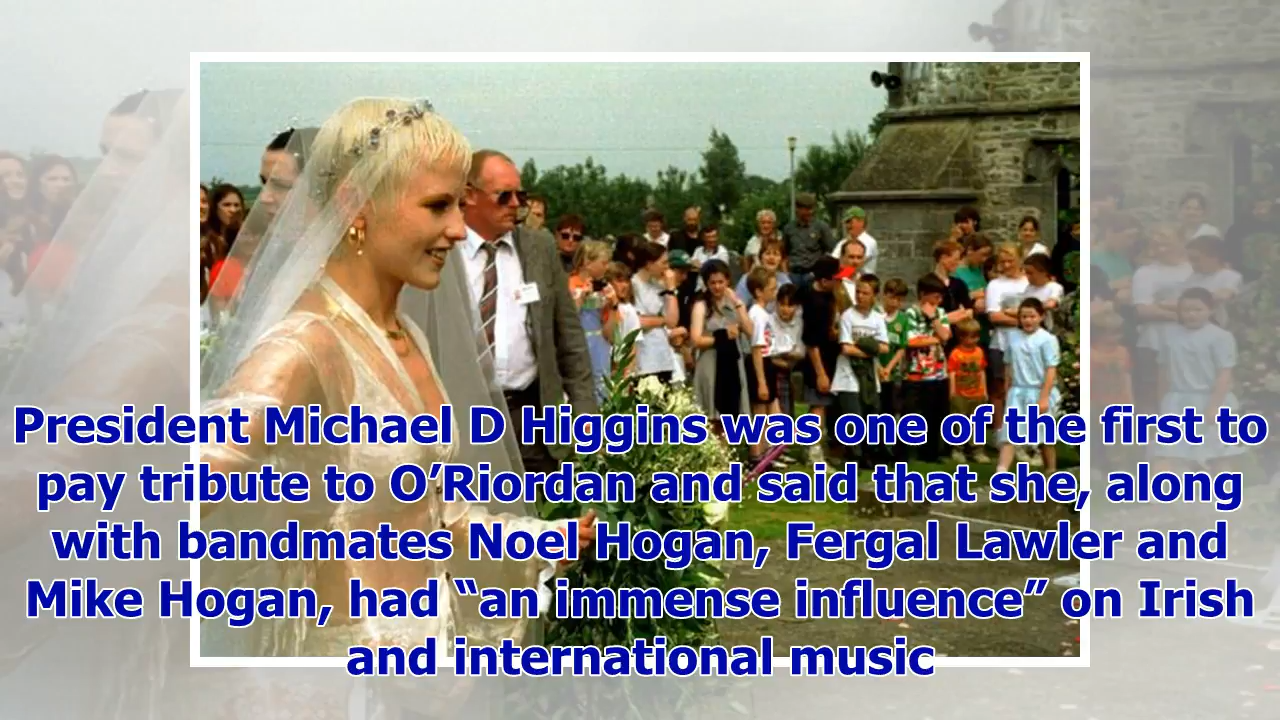 President Michael D Higgins was one of the first to
pay tribute to O’Riordan and said that she, along
with bandmates Noel Hogan, Fergal Lawler and
Mike Hogan, had “an immense influence” on Irish
and international music